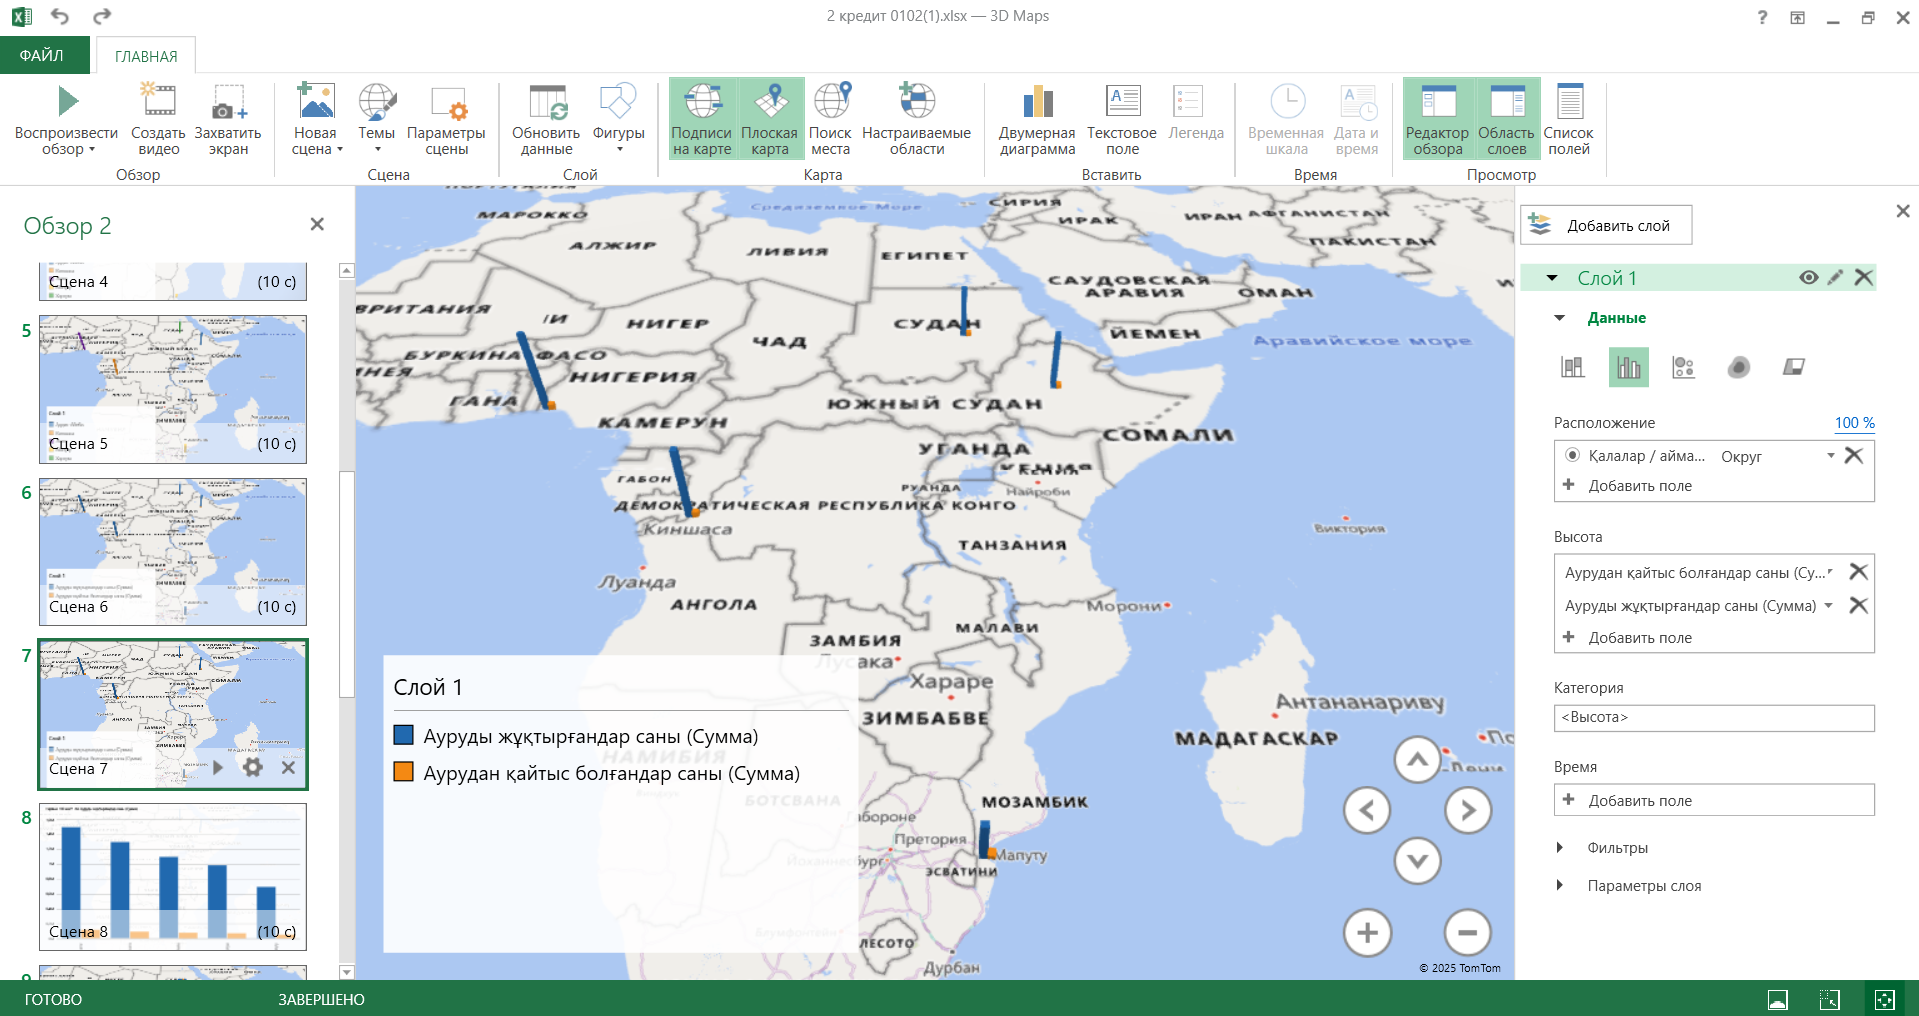 2 кредит 0102(1).xlsx — 3D Maps
?
ФАЙЛ
ГЛАВНАЯ
Воспроизвести обзор
Создать видео
Захватить экран
Обзор
Новая сцена
Темы
Параметры сцены
Сцена
Обновить данные
Фигуры
Слой
Подписи на карте
Плоская карта
Поиск места
Настраиваемые области
Карта
Двумерная диаграмма
Текстовое поле
Легенда
Вставить
Временная шкала
Дата и время
Время
Редактор обзора
Область слоев
Список полей
Просмотр
Обзор 2
Сцена 4 (10 с)
5
Сцена 5 (10 с)
6
Сцена 6 (10 с)
7
Сцена 7
8
Сцена 8 (10 с)
МАРОККО
АЛЖИР
ЛИВИЯ
ЕГИПЕТ
Средиземное Море
СИРИЯ
ИРАК
ИРАН
АФГАНИСТАН
ПАКИСТАН
САУДОВСКАЯ АРАВИЯ
ОМАН
ЙЕМЕН
Аравийское море
ВРИТАНИЯ
ИИ
НИГЕР
ЧАД
СУДАН
БУРКИНА ФАСО
НИГЕРИЯ
ГАНА
КАМЕРУН
ЮЖНЫЙ СУДАН
СОМАЛИ
УГАНДА
КЕНИЯ
РУАНДА
Найроби
ГАБОН
ДЕМОКРАТИЧЕСКАЯ РЕСПУБЛИКА КОНГО
Киншаса
Виктория
ТАНЗАНИЯ
Луанда
АНГОЛА
Морони
МАЛАВИ
ЗАМБИЯ
Лусака
Хараре
ЗИМБАБВЕ
Антананариву
МАДАГАСКАР
НАМИБИЯ
БОТСВАНА
МОЗАМБИК
абороне
Претория
Йоханнесбург
Мапуту
ЭСВАТИНИ
ЛЕСОТО
Дурбан
Слой 1
Ауруды жұқтырғандар саны (Сумма)
Аурудан қайтыс болғандар саны (Сумма)
© 2025 TomTom
Добавить слой
Слой 1
Данные
Расположение 100 %
Қалалар / айма... Округ
Добавить поле
Высота
Аурудан қайтыс болғандар саны (Су...
Ауруды жұқтырғандар саны (Сумма)
Добавить поле
Категория
<Высота>
Время
Добавить поле
Фильтры
Параметры слоя
ГОТОВО
ЗАВЕРШЕНО